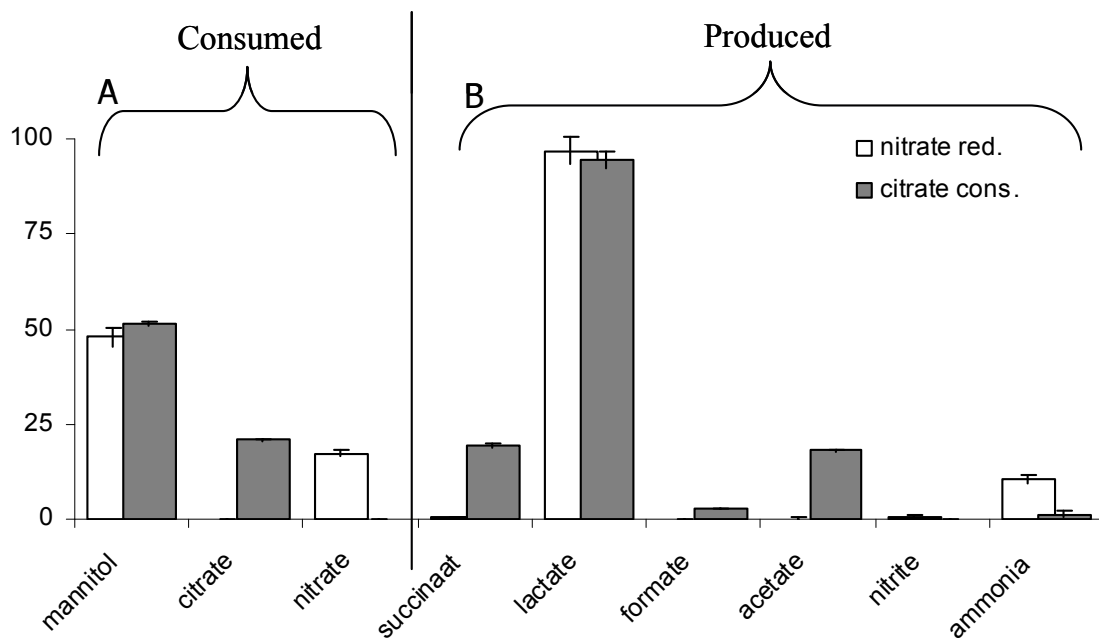 Consumed
Produced
A
B
100
75
50
25
0
nitrate red.
citrate cons.
mannitol
citrate
nitrate
succinaat
lactate
formate
acetate
nitrite
ammonia